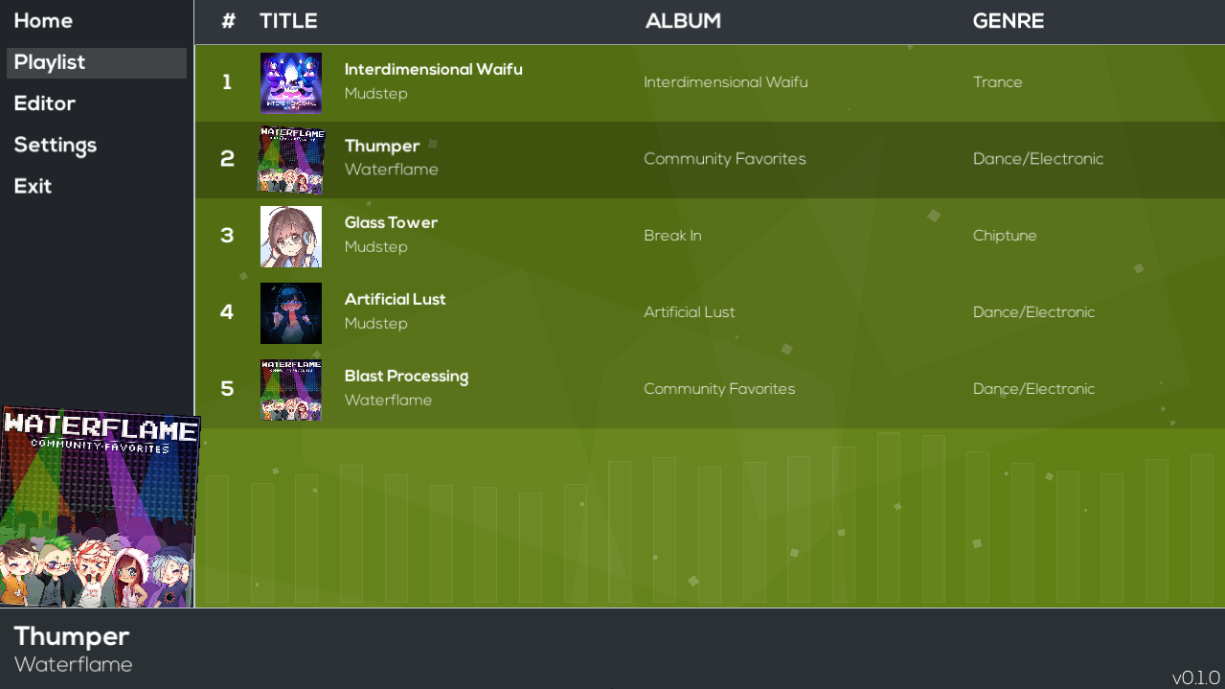 Home
Playlist
Editor
Settings
Exit
# TITLE ALBUM GENRE
1 Interdimensional Waifu
Mudstep
Interdimensional Waifu
Trance
2 Thumper
Waterflame
Community Favorites
Dance/Electronic
3 Glass Tower
Mudstep
Break In
Chiptune
4 Artificial Lust
Mudstep
Artificial Lust
Dance/Electronic
5 Blast Processing
Waterflame
Community Favorites
Dance/Electronic
WATERFLAME
WATERFLAME
WATERFLAME
COMMUNITY FAVORITES
Thumper
Waterflame
v0.1.0